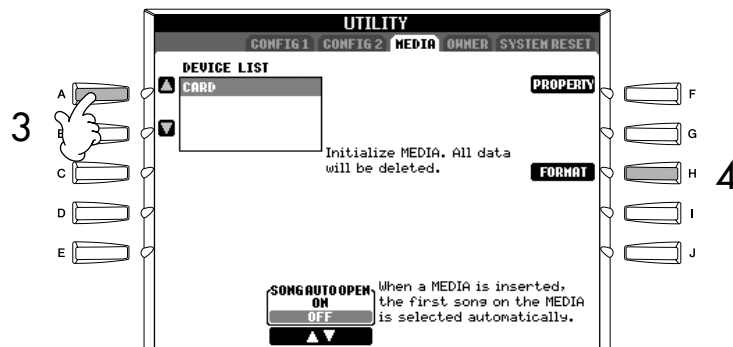 UTILITY
CONFIG 1 CONFIG 2 MEDIA OWNER SYSTEM RESET
DEVICE LIST
CARD
PROPERTY
Initialize MEDIA. All data
will be deleted.
FORMAT
SONG AUTO OPEN
ON
OFF
When a MEDIA is inserted,
the first song on the MEDIA
is selected automatically.
3
A
B
C
D
E
F
G
H
I
J
4